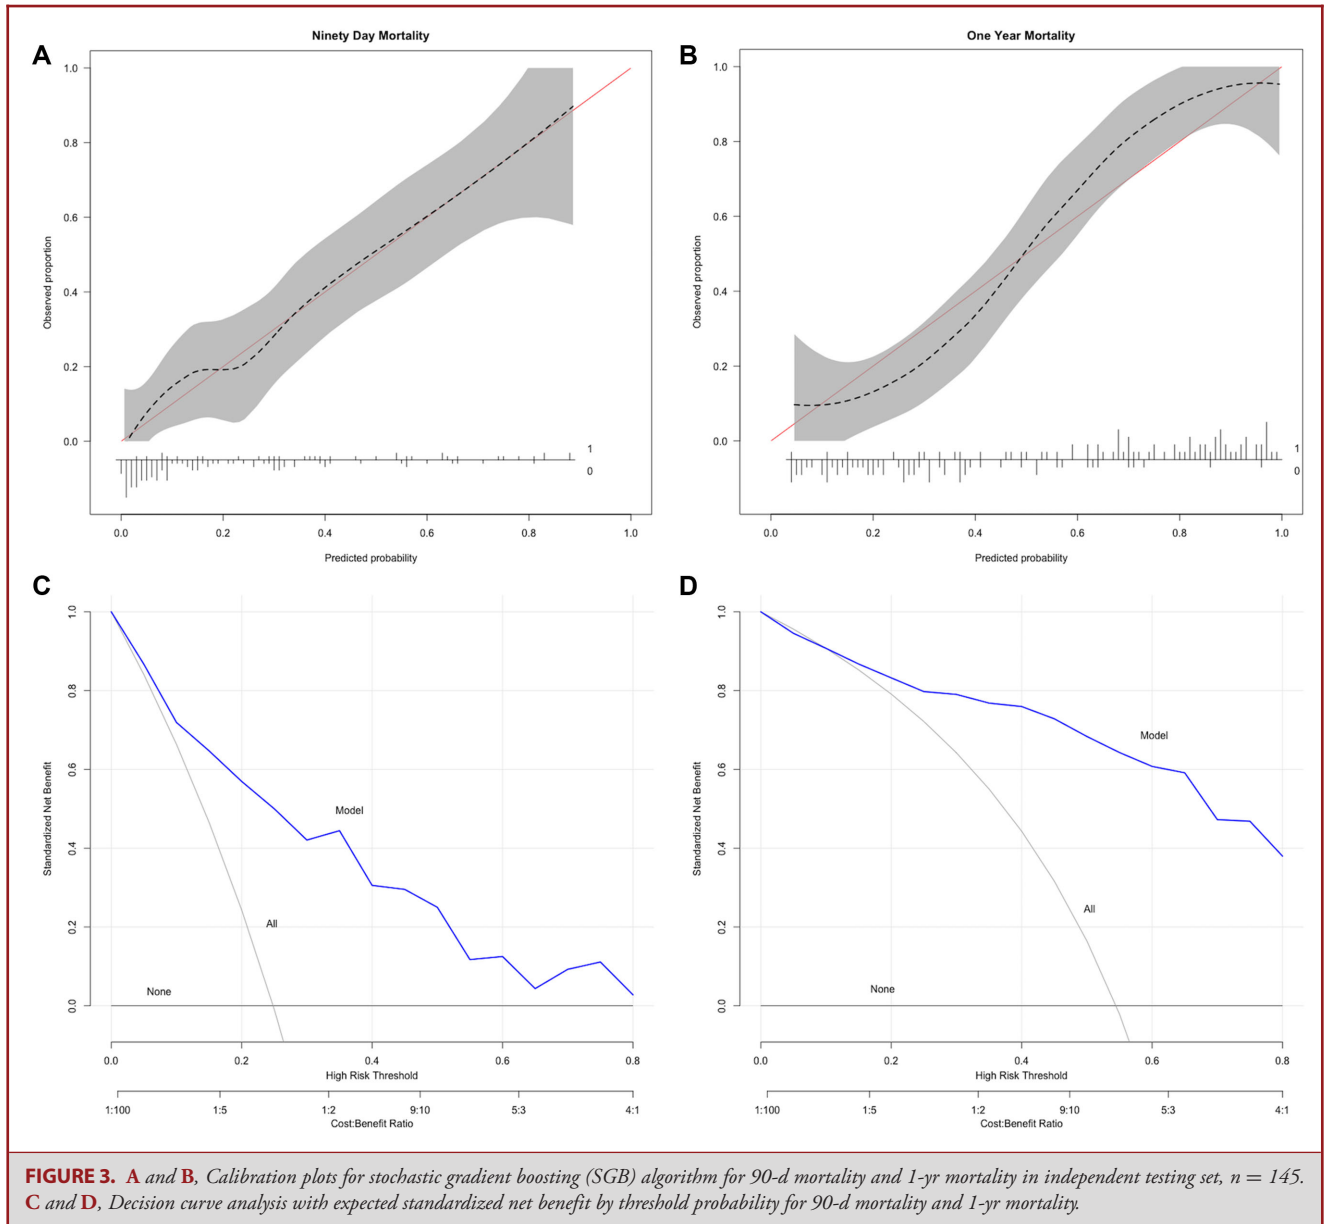 A
Ninety Day Mortality
Observed proportion
1.0
0.8
0.6
0.4
0.2
0.0
1
0
0.0 0.2 0.4 0.6 0.8 1.0
Predicted probability
B
One Year Mortality
Observed proportion
1.0
0.8
0.6
0.4
0.2
0.0
1
0
0.0 0.2 0.4 0.6 0.8 1.0
Predicted probability
C
Standardized Net Benefit
1.0
0.8
0.6
0.4
0.2
0.0
Model
All
None
0.0 0.2 0.4 0.6 0.8
High Risk Threshold
1:100 1:5 1:2 9:10 5:3 4:1
Cost:Benefit Ratio
D
Standardized Net Benefit
1.0
0.8
0.6
0.4
0.2
0.0
Model
All
None
0.0 0.2 0.4 0.6 0.8
High Risk Threshold
1:100 1:5 1:2 9:10 5:3 4:1
Cost:Benefit Ratio
FIGURE 3. A and B, Calibration plots for stochastic gradient boosting (SGB) algorithm for 90-d mortality and 1-yr mortality in independent testing set, n = 145.
C and D, Decision curve analysis with expected standardized net benefit by threshold probability for 90-d mortality and 1-yr mortality.